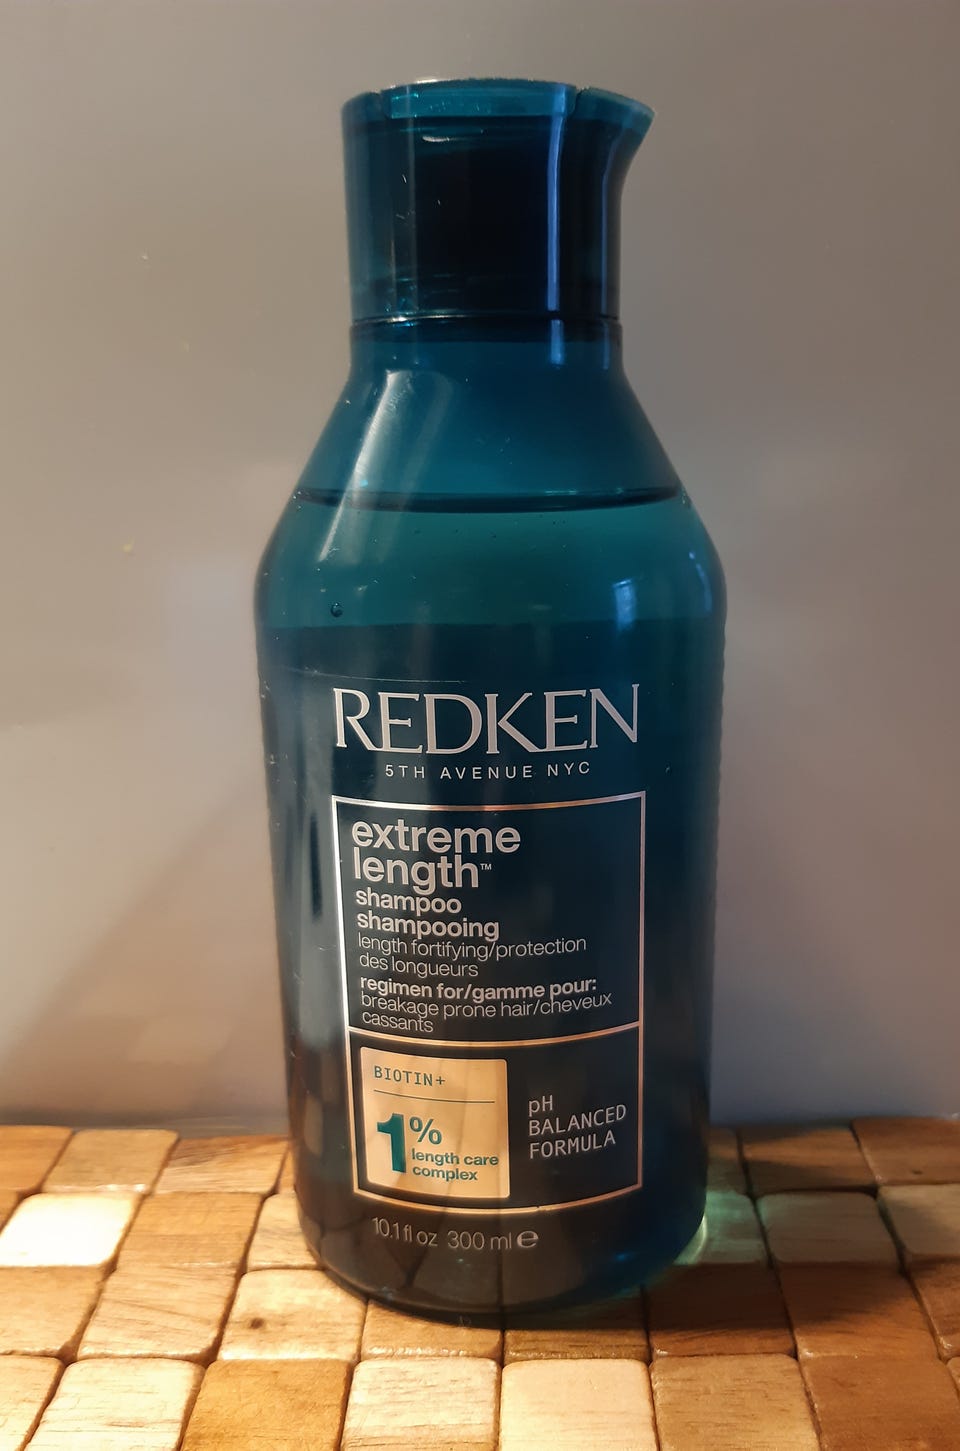 REDKEN
5TH AVENUE NYC
extreme
length™
shampoo
shampooing
length fortifying/protection
des longueurs
regimen for/gamme pour:
breakage prone hair/cheveux
cassants
BIOTIN+
1%
length care
complex
pH
BALANCED
FORMULA
10.1 fl oz 300 ml ℮